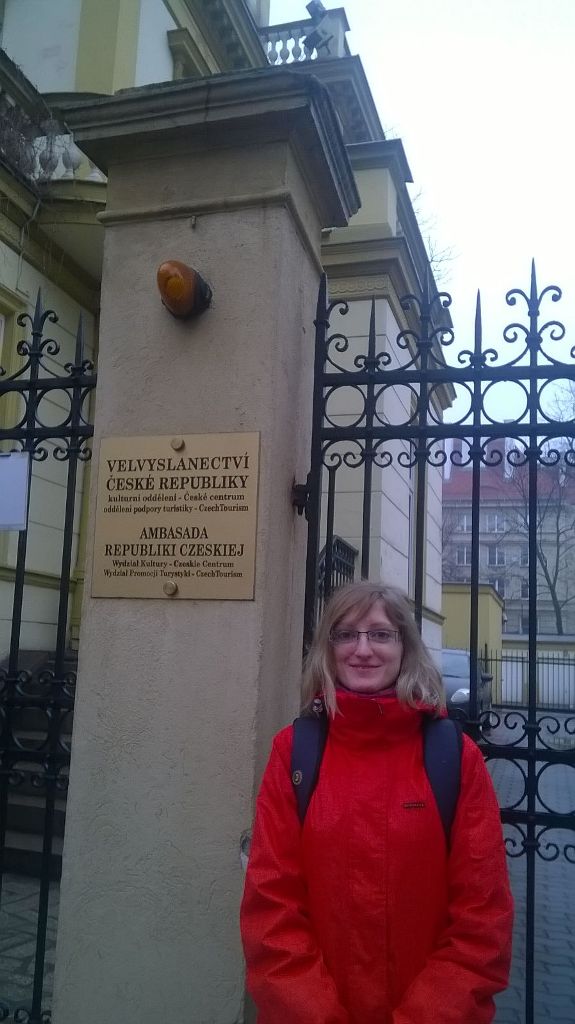 VELVYSLANECTVÍ
ČESKÉ REPUBLIKY
kulturní oddělení - České centrum
oddělení podpory turistiky - CzechTourism
AMBASADA
REPUBLIKI CZESKIEJ
Wydział Kultury - Czeskie Centrum
Wydział Promocji Turystyki - CzechTourism